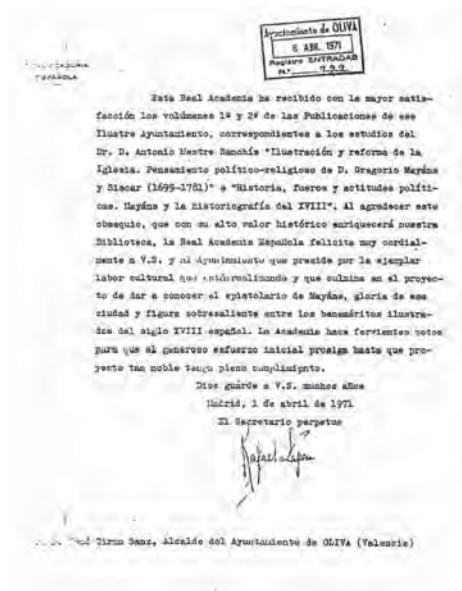 Ayuntamiento de OLIVA
6 ABR. 1971
Registro ENTRADAS
N.º
ESPAÑOLA
Esta Real Academia ha recibido con la mayor satis-
facción los volúmenes 1º y 2º de las Publicaciones de ese
Ilustre Ayuntamiento, correspondientes a los estudios del
Dr. D. Antonio Mestre Sanchís "Ilustración y reforma de la
Iglesia. Pensamiento político-religioso de D. Gregorio Mayáns
y Siscar (1699-1781)" e "Historia, fueros y actitudes políti-
cas. Mayáns y la historiografía del XVIII". Al agradecer este
obsequio, que con su alto valor histórico enriquecerá nuestra
Biblioteca, la Real Academia Española felicita muy cordial-
mente a V.S. y al Ayuntamiento que preside por la ejemplar
labor cultural que están realizando y que culmina en el proyec-
to de dar a conocer el epistolario de Mayáns, gloria de esa
ciudad y figura sobresaliente entre los beneméritos ilustra-
dos del siglo XVIII español. La Academia hace fervientes votos
para que el generoso esfuerzo inicial prosiga hasta que pro-
yecto tan noble tenga pleno cumplimiento.
Dios guarde a V.S. muchos años
Madrid, 1 de abril de 1971
El Secretario perpetuo
Rafael Lapesa
Sanz, Alcalde del Ayuntamiento de OLIVA (Valencia)